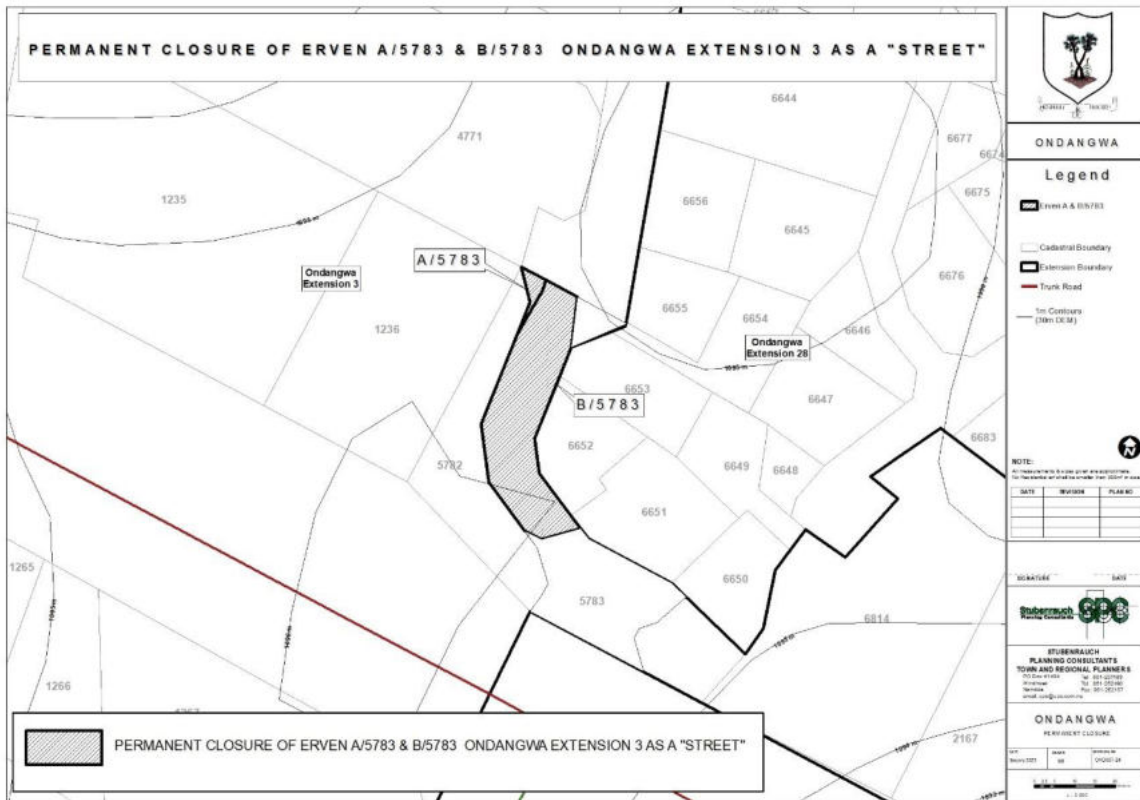 PERMANENT CLOSURE OF ERVEN A/5783 & B/5783 ONDANGWA EXTENSION 3 AS A "STREET"
6644
4771
6677
6674
1235
6675
6656
6645
A/5783
Ondangwa
Extension 3
6676
6655
6654
1236
6646
Ondangwa
Extension 28
6653
B/5783
6647
6652
6683
5782
6649
6648
6651
1265
6650
5783
6814
1266
2167
PERMANENT CLOSURE OF ERVEN A/5783 & B/5783 ONDANGWA EXTENSION 3 AS A "STREET"
ONDANGWA
Legend
Erven A & B/5783
Cadastral Boundary
Extension Boundary
Trunk Road
1m Contours
(30m DEM)
N
NOTE:
DATE REVISION PLAN NO
SIGNATURE DATE
Stubenrauch SPC
Planning Consultants
STUBENRAUCH
PLANNING CONSULTANTS
TOWN AND REGIONAL PLANNERS
ONDANGWA
PERMANENT CLOSURE